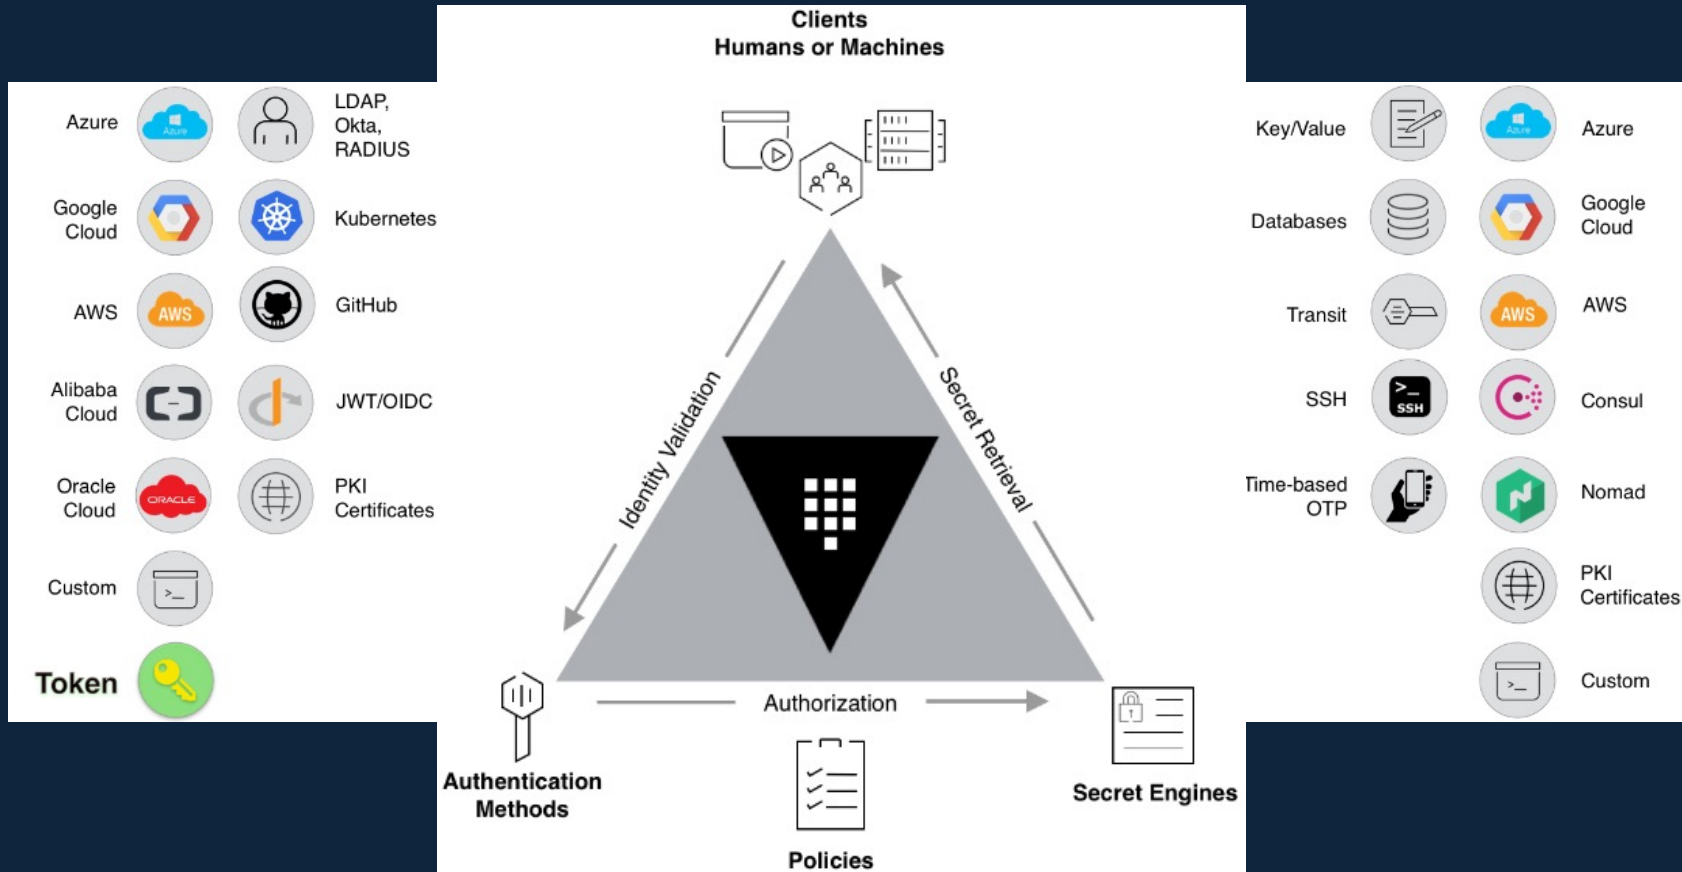 Clients
Humans or Machines
Azure
Azure
LDAP,
Okta,
RADIUS
Google
Cloud
Kubernetes
AWS
AWS
GitHub
Alibaba
Cloud
JWT/OIDC
Oracle
Cloud
ORACLE
PKI
Certificates
Custom
>_
Token
Identity Validation
Secret Retrieval
Authorization
Authentication
Methods
Policies
Secret Engines
Key/Value
Azure
Azure
Databases
Google
Cloud
Transit
AWS
AWS
SSH
>_
SSH
Consul
Time-based
OTP
Nomad
PKI
Certificates
>_
Custom